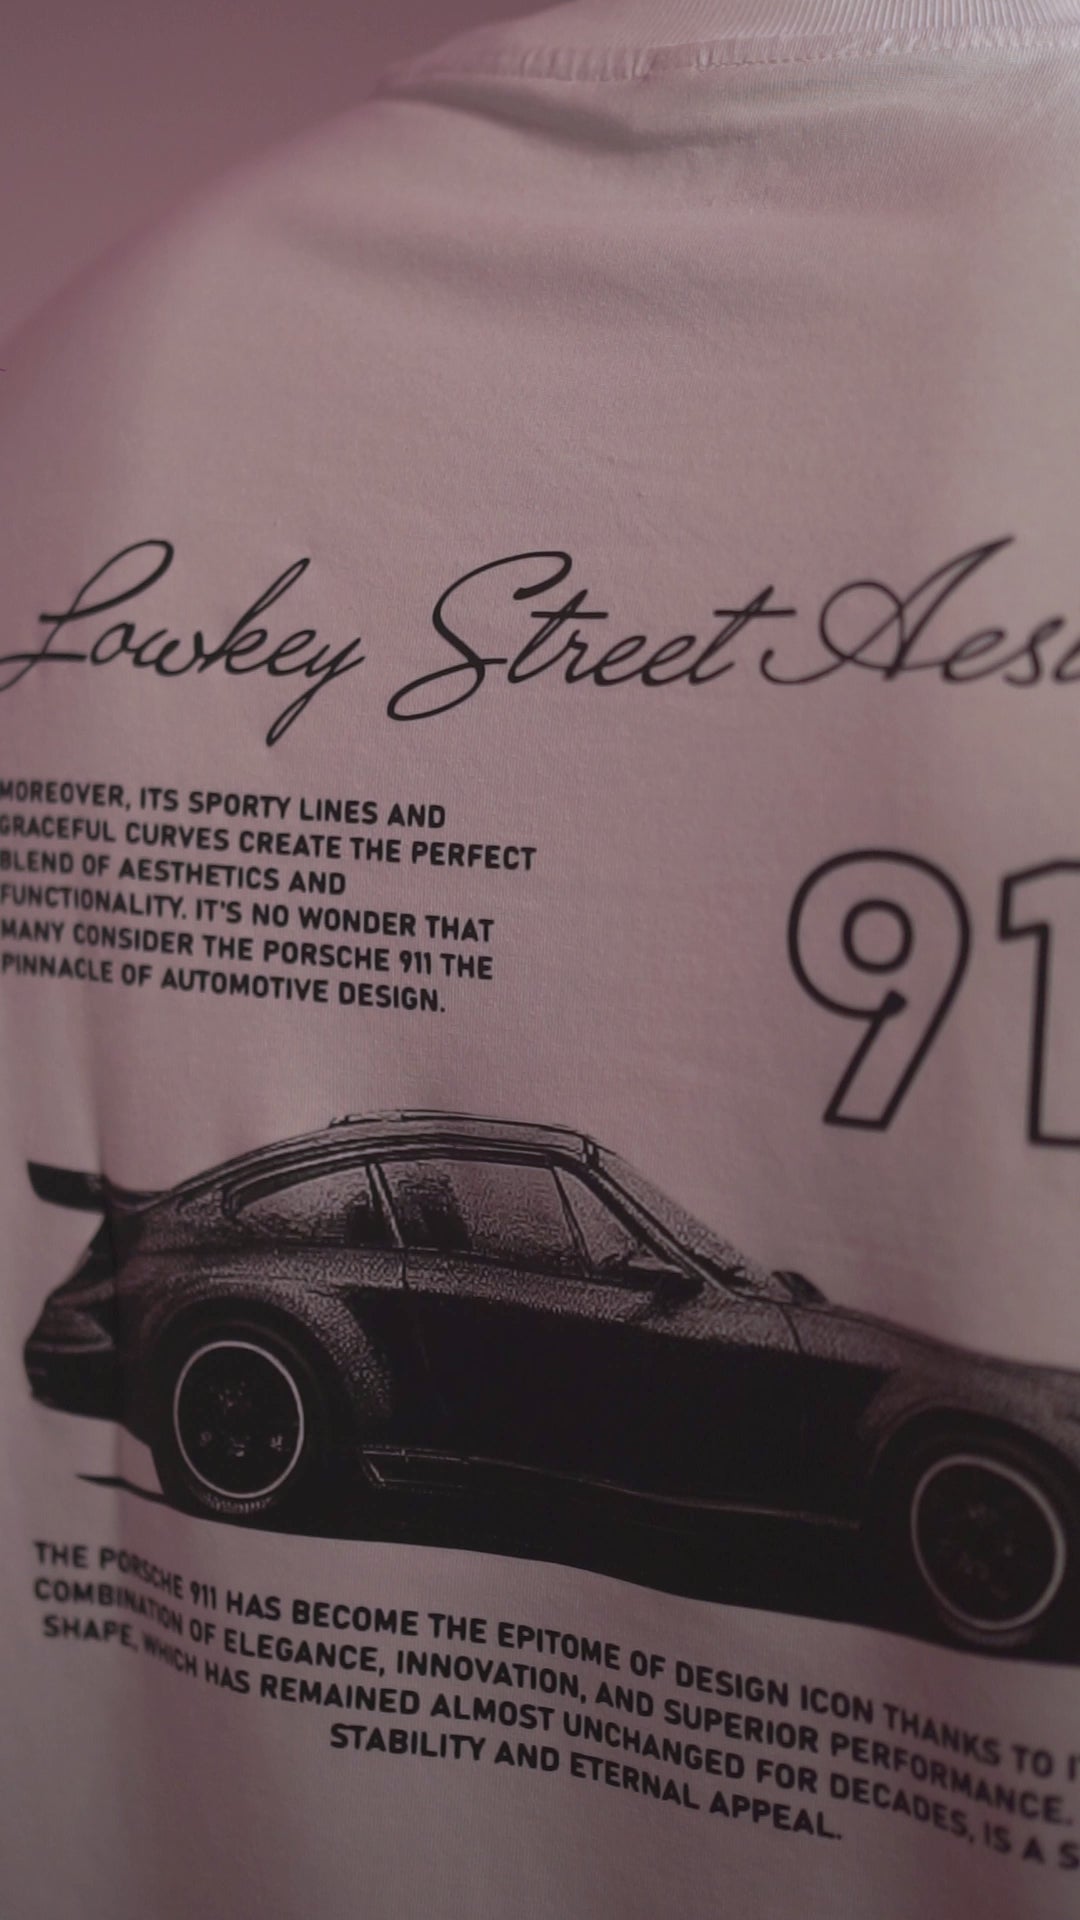 Lowkey Street Aes
MOREOVER, ITS SPORTY LINES AND
GRACEFUL CURVES CREATE THE PERFECT
BLEND OF AESTHETICS AND
FUNCTIONALITY. IT'S NO WONDER THAT
MANY CONSIDER THE PORSCHE 911 THE
PINNACLE OF AUTOMOTIVE DESIGN.
91
THE PORSCHE 911 HAS BECOME THE EPITOME OF DESIGN ICON THANKS TO
COMBINATION OF ELEGANCE, INNOVATION, AND SUPERIOR PERFORMANCE.
SHAPE, WHICH HAS REMAINED ALMOST UNCHANGED FOR DECADES, IS A
STABILITY AND ETERNAL APPEAL.